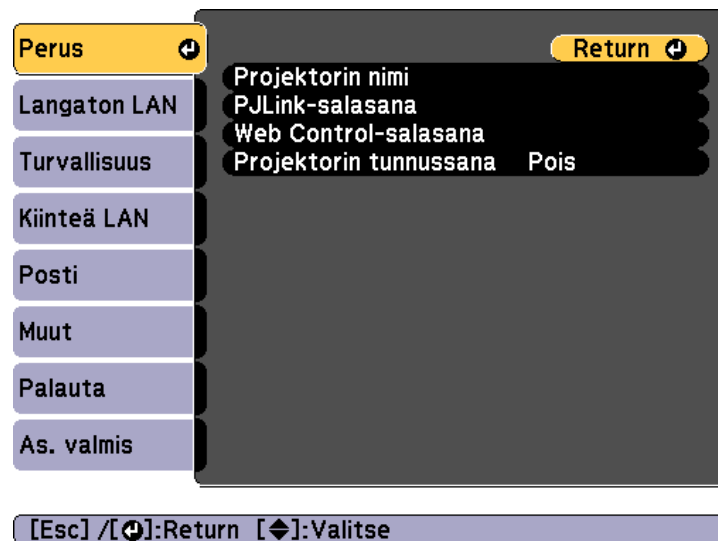 Perus
Return
Projektorin nimi
PJLink-salasana
Web Control-salasana
Projektorin tunnussana Pois
Langaton LAN
Turvallisuus
Kiinteä LAN
Posti
Muut
Palauta
As. valmis
[Esc] /[⏎]:Return [◆]:Valitse